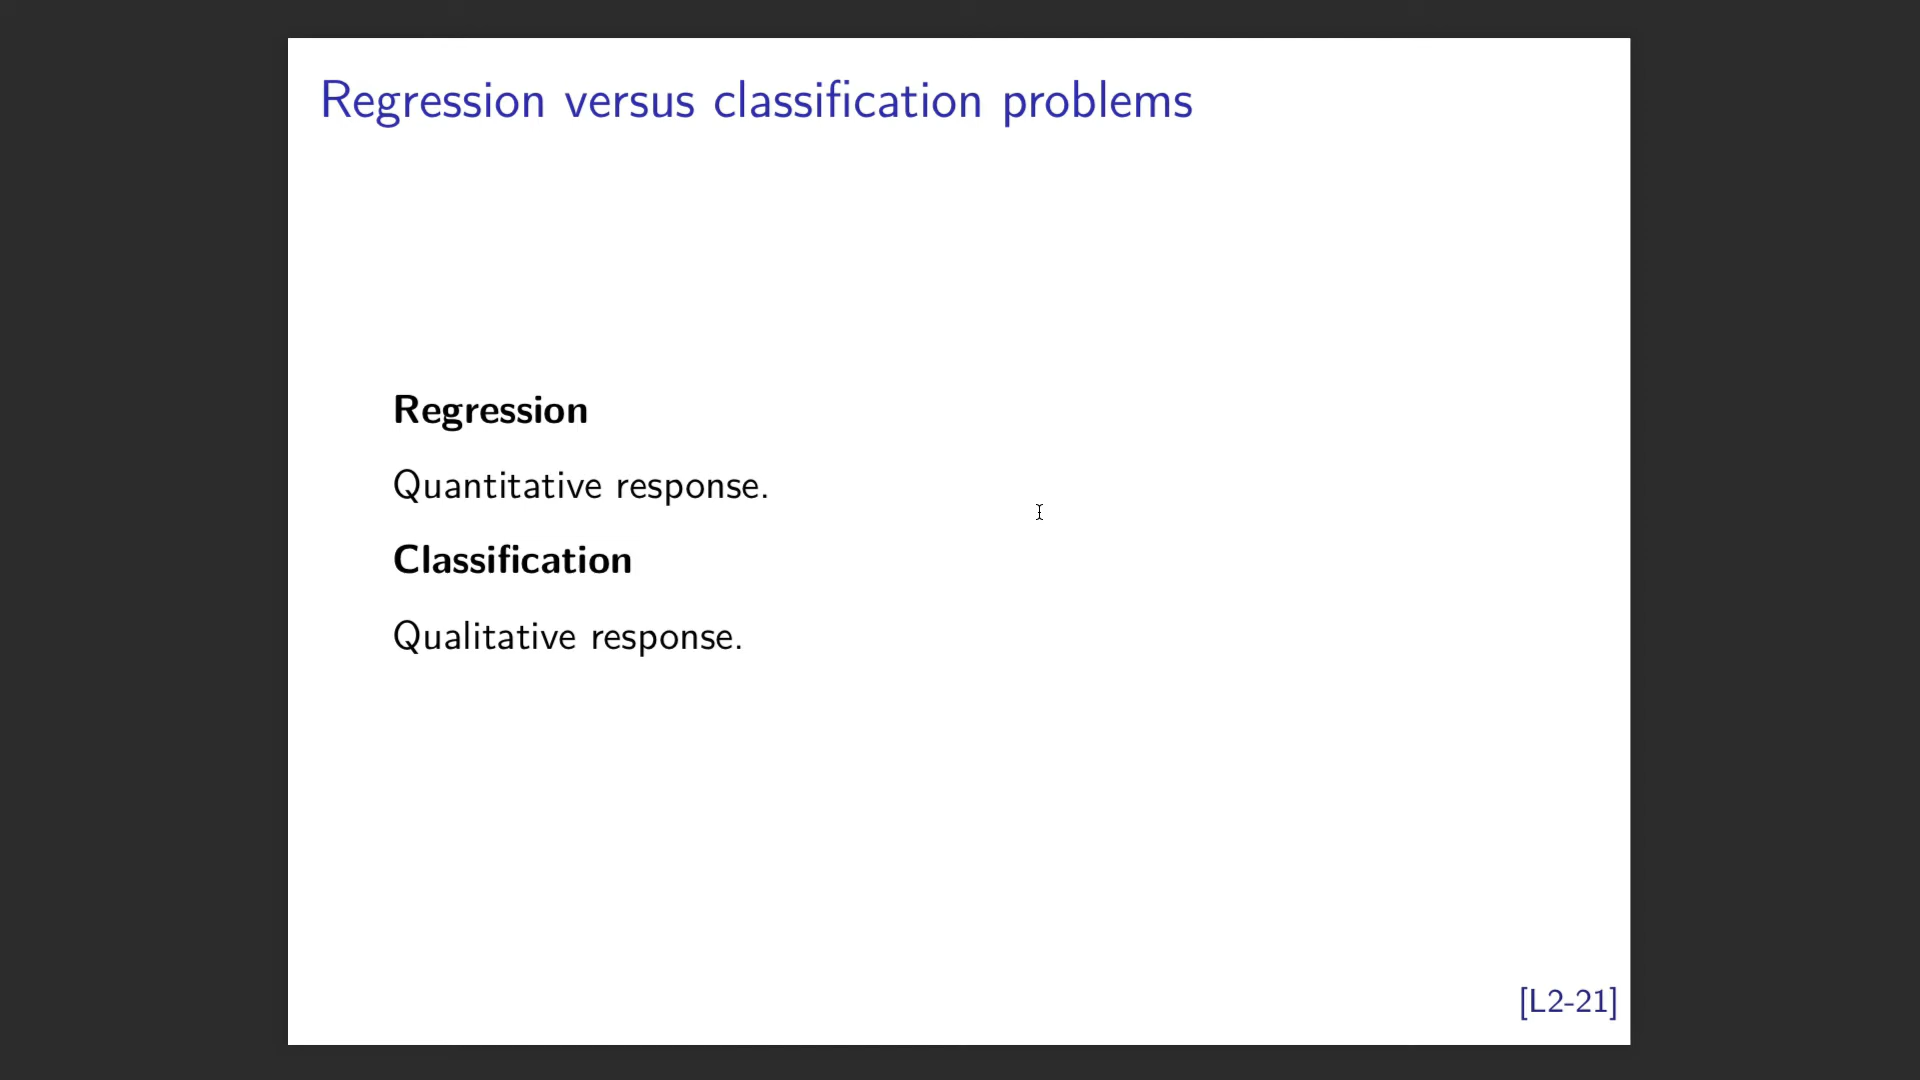 Regression versus classification problems
Regression
Quantitative response.
Classification
Qualitative response.
[L2-21]